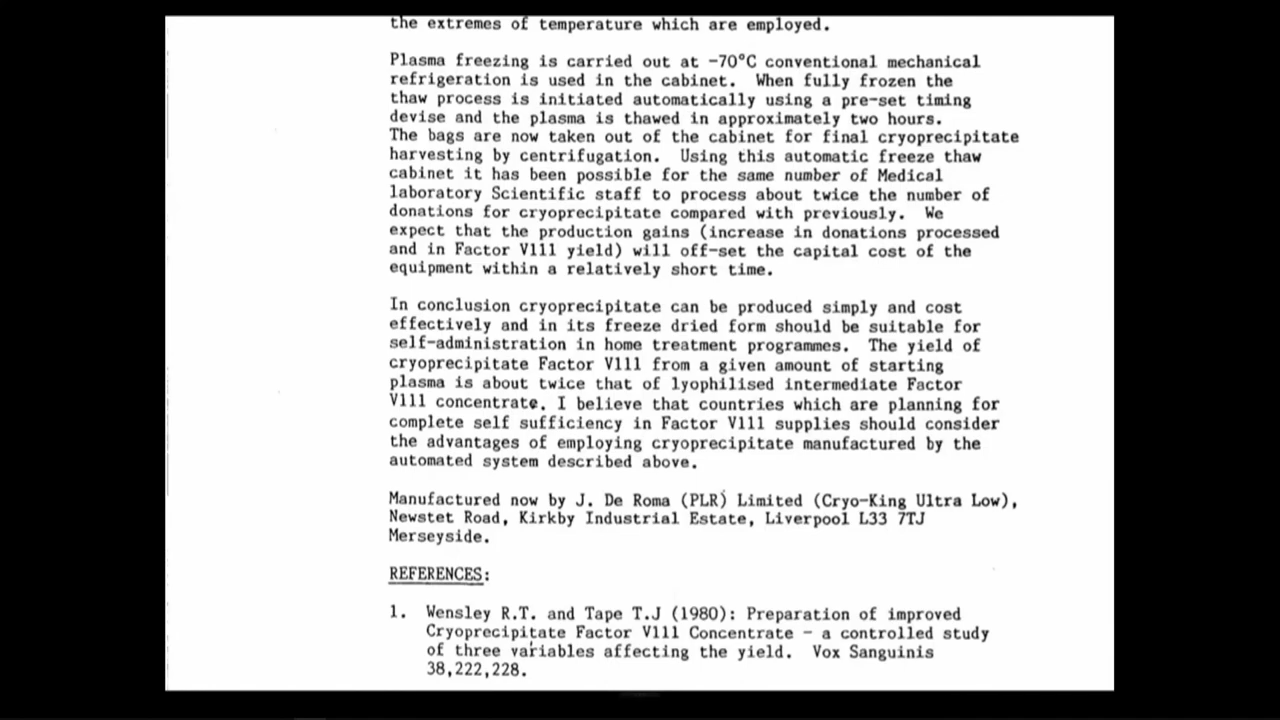 the extremes of temperature which are employed.
Plasma freezing is carried out at -70°C conventional mechanical
refrigeration is used in the cabinet. When fully frozen the
thaw process is initiated automatically using a pre-set timing
devise and the plasma is thawed in approximately two hours.
The bags are now taken out of the cabinet for final cryoprecipitate
harvesting by centrifugation. Using this automatic freeze thaw
cabinet it has been possible for the same number of Medical
laboratory Scientific staff to process about twice the number of
donations for cryoprecipitate compared with previously. We
expect that the production gains (increase in donations processed
and in Factor V111 yield) will off-set the capital cost of the
equipment within a relatively short time.
In conclusion cryoprecipitate can be produced simply and cost
effectively and in its freeze dried form should be suitable for
self-administration in home treatment programmes. The yield of
cryoprecipitate Factor V111 from a given amount of starting
plasma is about twice that of lyophilised intermediate Factor
V111 concentrate. I believe that countries which are planning for
complete self sufficiency in Factor V111 supplies should consider
the advantages of employing cryoprecipitate manufactured by the
automated system described above.
Manufactured now by J. De Roma (PLR) Limited (Cryo-King Ultra Low),
Newstet Road, Kirkby Industrial Estate, Liverpool L33 7TJ
Merseyside.
REFERENCES:
1. Wensley R.T. and Tape T.J (1980): Preparation of improved
Cryoprecipitate Factor V111 Concentrate - a controlled study
of three variables affecting the yield. Vox Sanguinis
38,222,228.